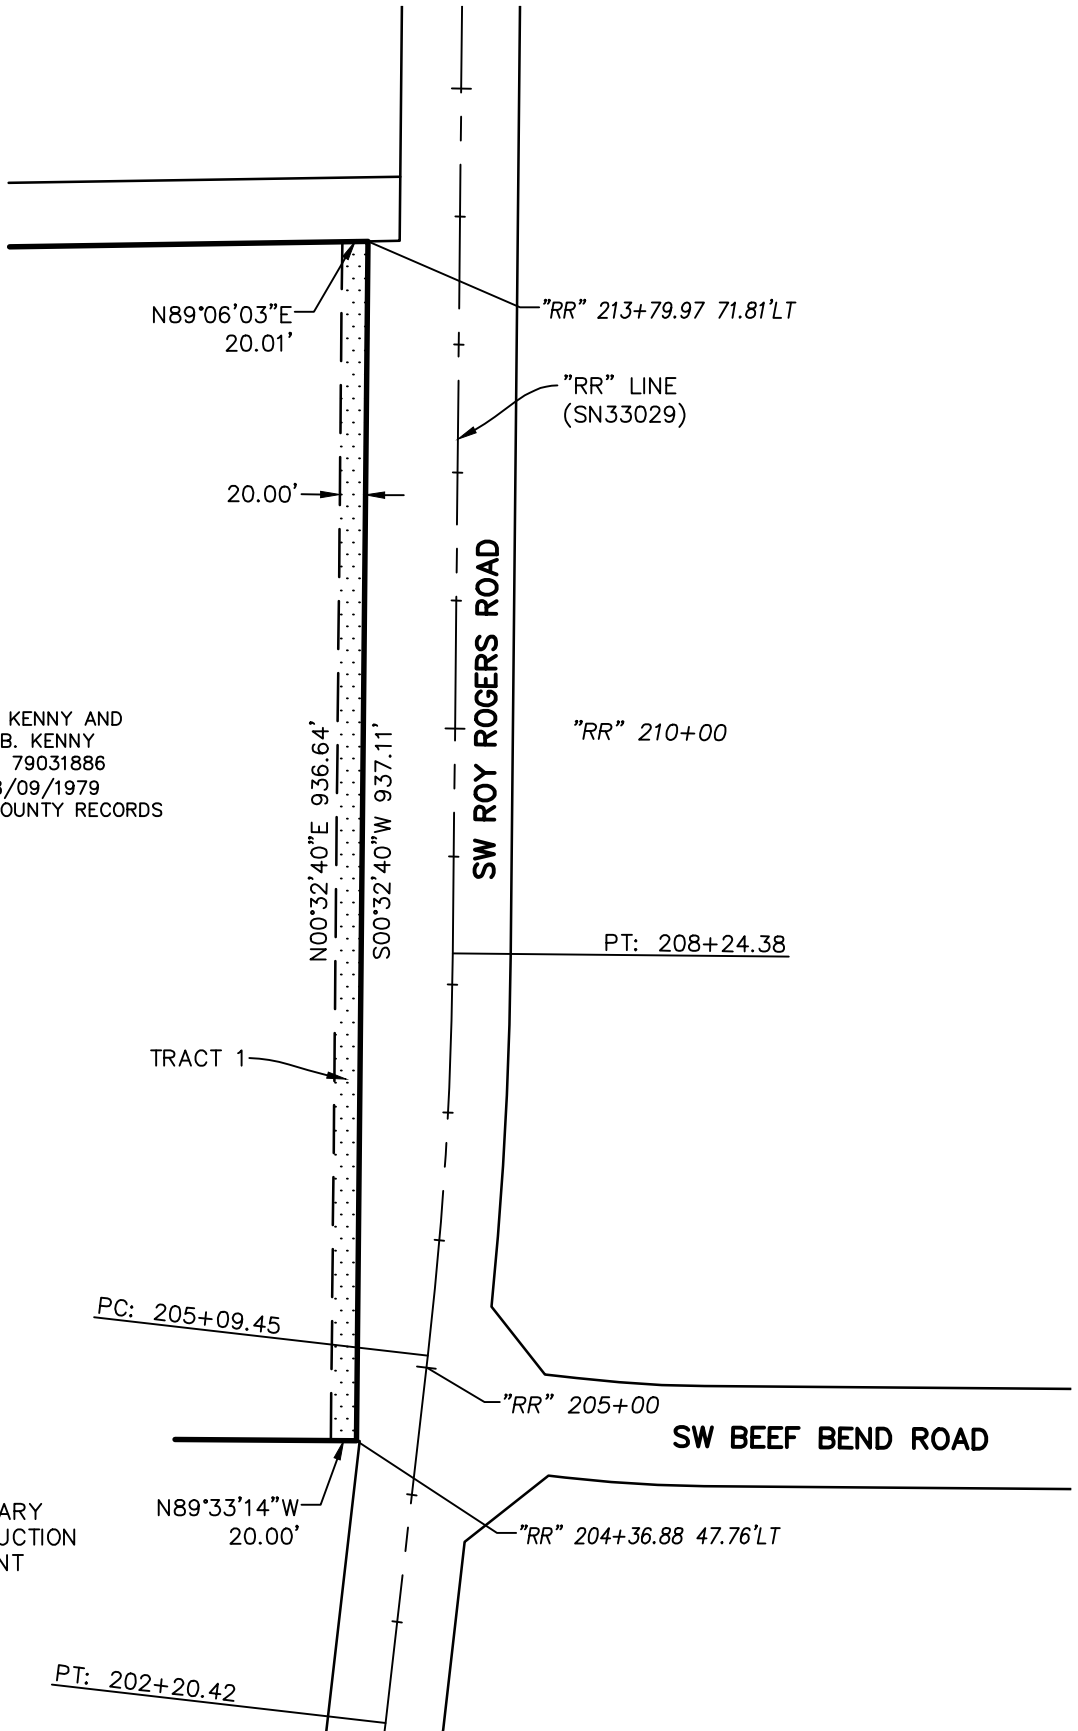 N89°06'03"E
20.01'
"RR" 213+79.97 71.81'LT
"RR" LINE
(SN33029)
20.00'
SW ROY ROGERS ROAD
KENNY AND
B. KENNY
79031886
/09/1979
OUNTY RECORDS
"RR" 210+00
N00°32'40"E 936.64'
S00°32'40"W 937.11'
PT: 208+24.38
TRACT 1
PC: 205+09.45
"RR" 205+00
SW BEEF BEND ROAD
N89°33'14"W
20.00'
"RR" 204+36.88 47.76'LT
ARY
UCTION
NT
PT: 202+20.42